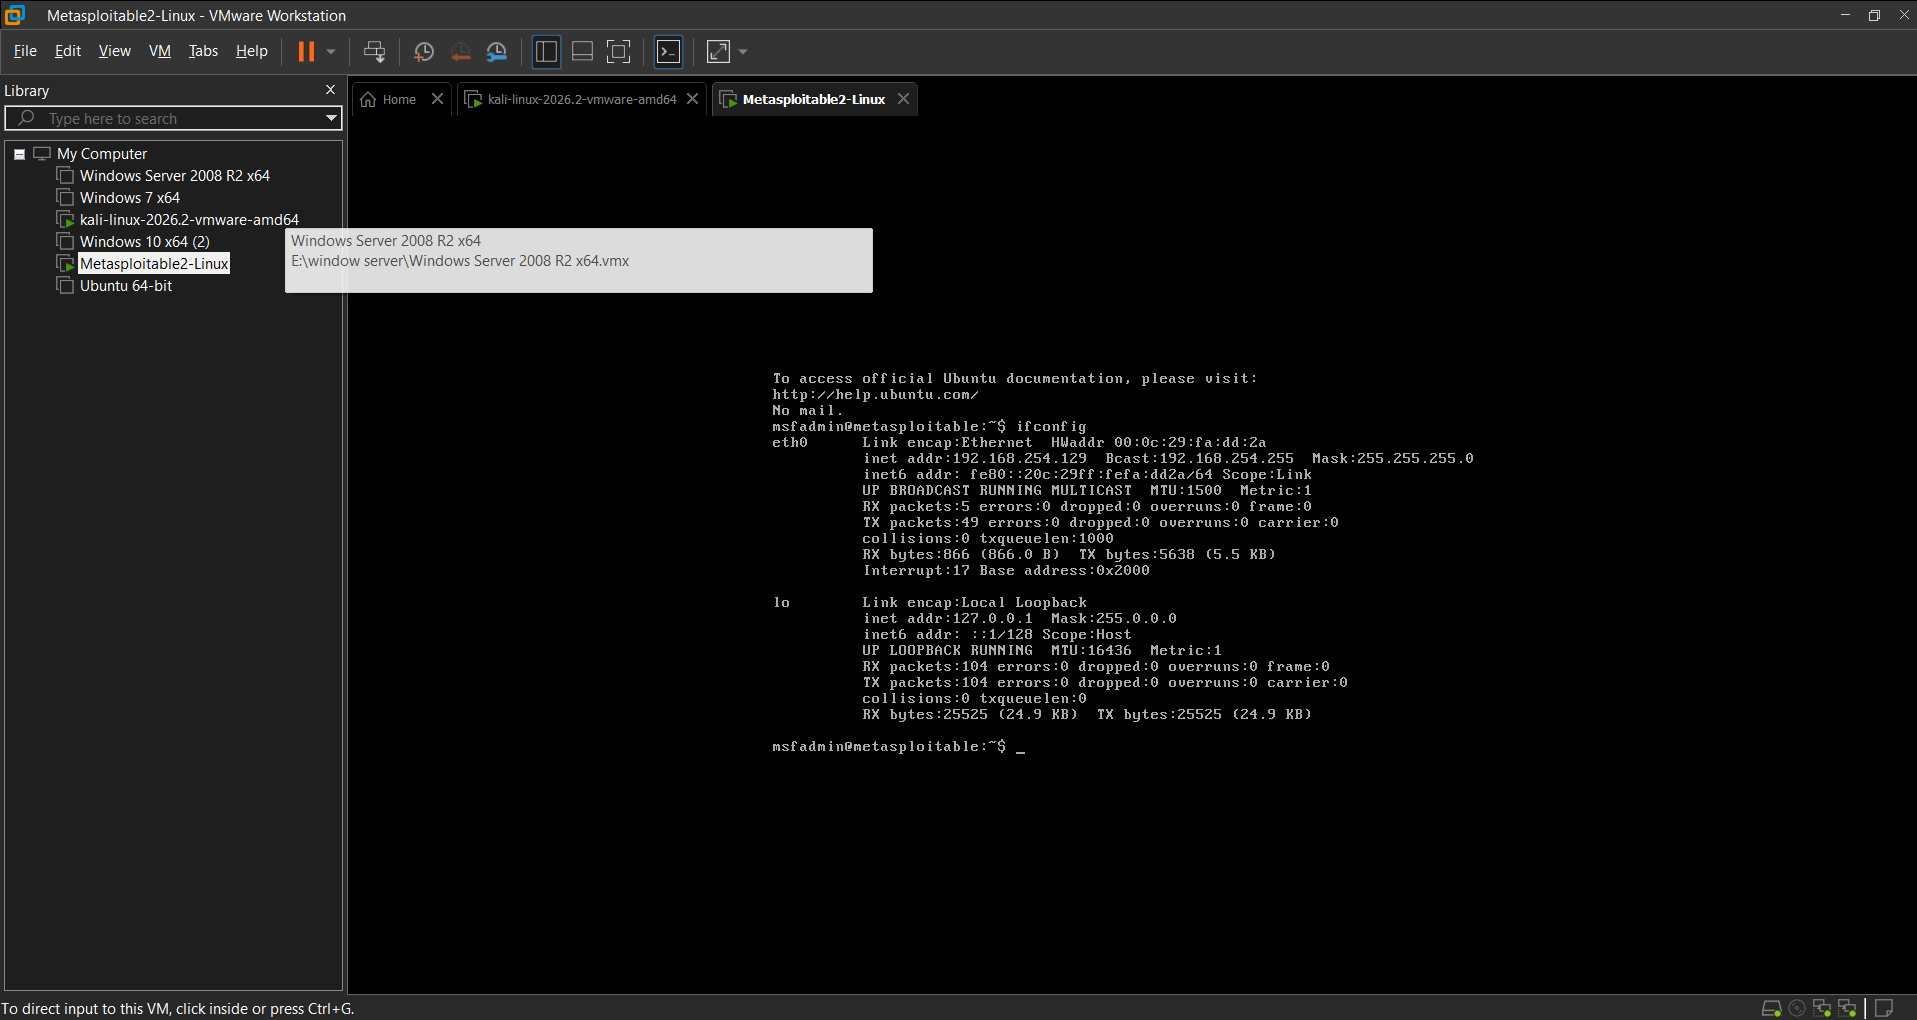 Metasploitable2-Linux - VMware Workstation
File Edit View VM Tabs Help
Library
Type here to search
My Computer
Windows Server 2008 R2 x64
Windows 7 x64
kali-linux-2026.2-vmware-amd64
Windows 10 x64 (2)
Metasploitable2-Linux
Ubuntu 64-bit
Windows Server 2008 R2 x64
E:\window server\Windows Server 2008 R2 x64.vmx
Home
kali-linux-2026.2-vmware-amd64
Metasploitable2-Linux
To access official Ubuntu documentation, please visit:
http://help.ubuntu.com/
No mail.
msfadmin@metasploitable:~$ ifconfig
eth0 Link encap:Ethernet HWaddr 00:0c:29:fa:dd:2a
inet addr:192.168.254.129 Bcast:192.168.254.255 Mask:255.255.255.0
inet6 addr: fe80::20c:29ff:fefa:dd2a/64 Scope:Link
UP BROADCAST RUNNING MULTICAST MTU:1500 Metric:1
RX packets:5 errors:0 dropped:0 overruns:0 frame:0
TX packets:49 errors:0 dropped:0 overruns:0 carrier:0
collisions:0 txqueuelen:1000
RX bytes:866 (866.0 B) TX bytes:5638 (5.5 KB)
Interrupt:17 Base address:0x2000
lo Link encap:Local Loopback
inet addr:127.0.0.1 Mask:255.0.0.0
inet6 addr: ::1/128 Scope:Host
UP LOOPBACK RUNNING MTU:16436 Metric:1
RX packets:104 errors:0 dropped:0 overruns:0 frame:0
TX packets:104 errors:0 dropped:0 overruns:0 carrier:0
collisions:0 txqueuelen:0
RX bytes:25525 (24.9 KB) TX bytes:25525 (24.9 KB)
msfadmin@metasploitable:~$ _
To direct input to this VM, click inside or press Ctrl+G.